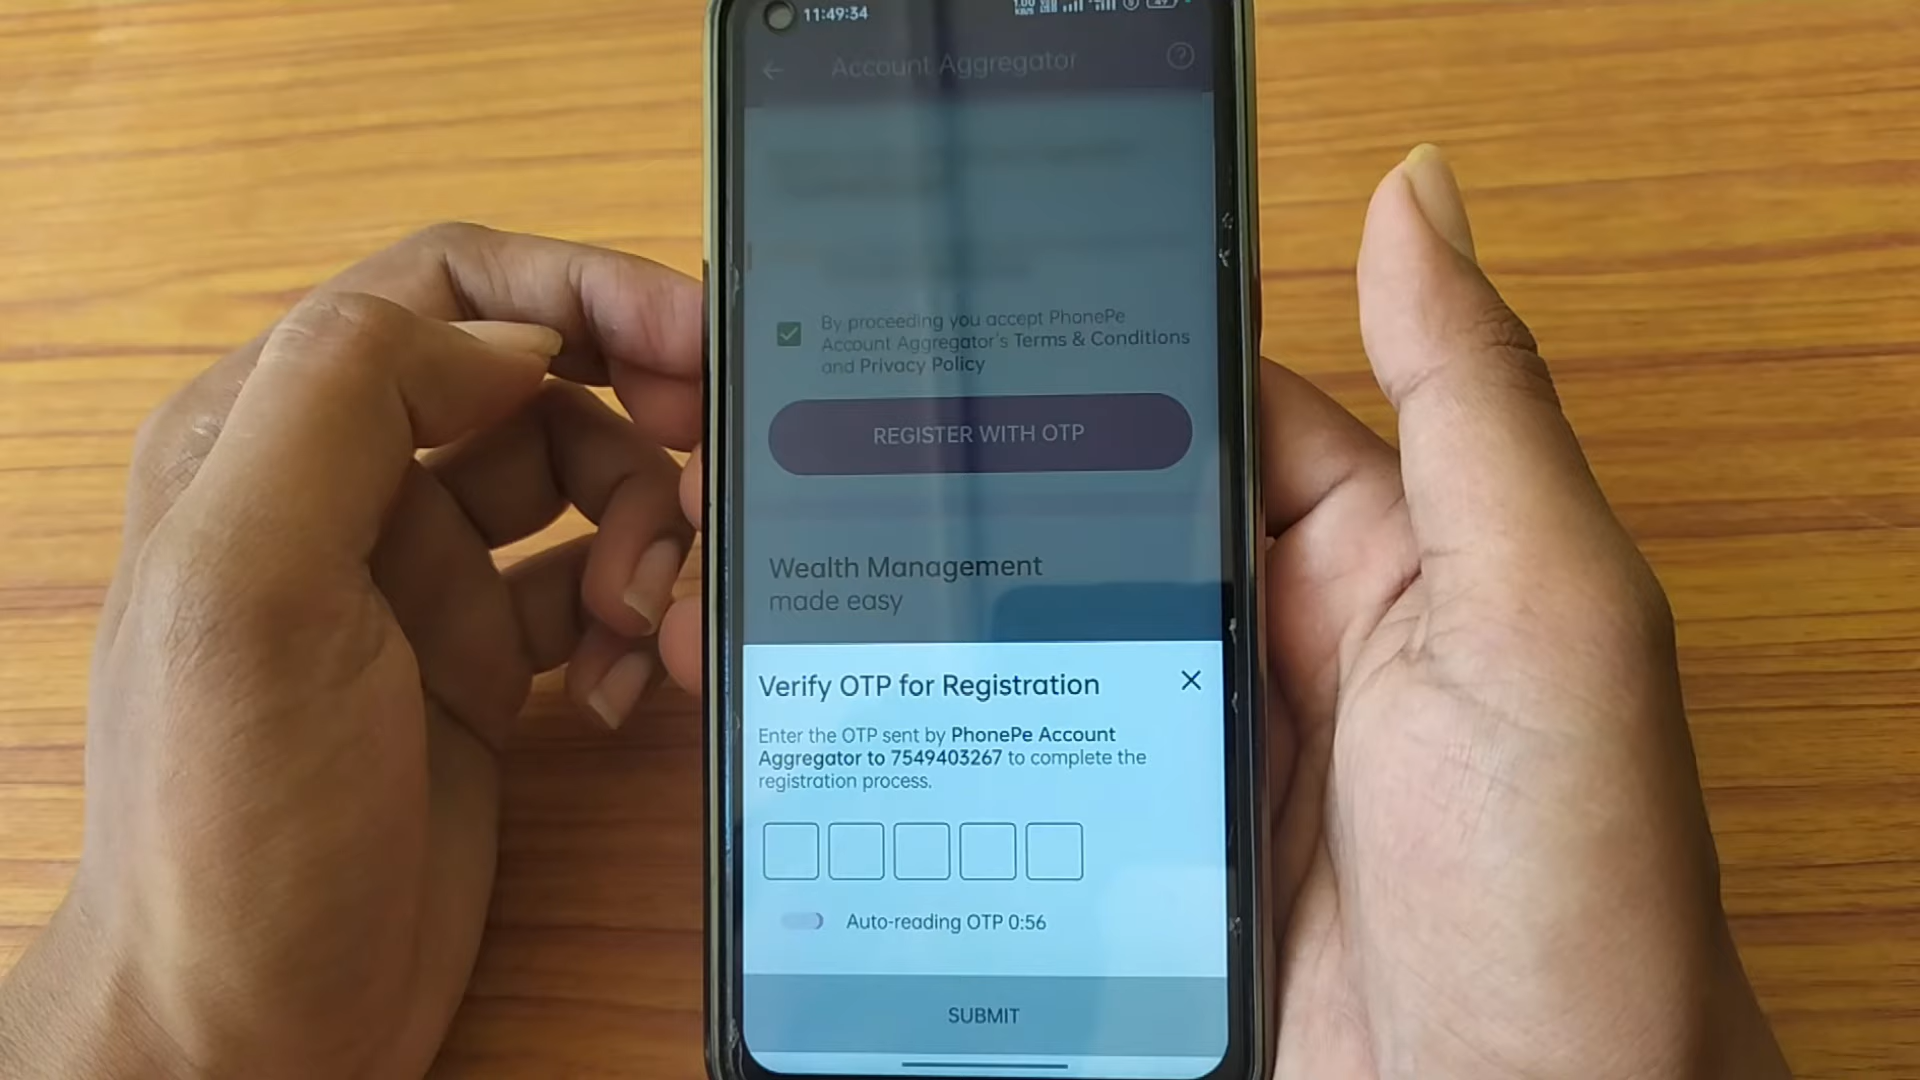 11:49:34
Account Aggregator
By proceeding you accept PhonePe
Account Aggregator's Terms & Conditions
and Privacy Policy
REGISTER WITH OTP
Wealth Management
made easy
Verify OTP for Registration
Enter the OTP sent by PhonePe Account
Aggregator to 7549403267 to complete the
registration process.
Auto-reading OTP 0:56
SUBMIT